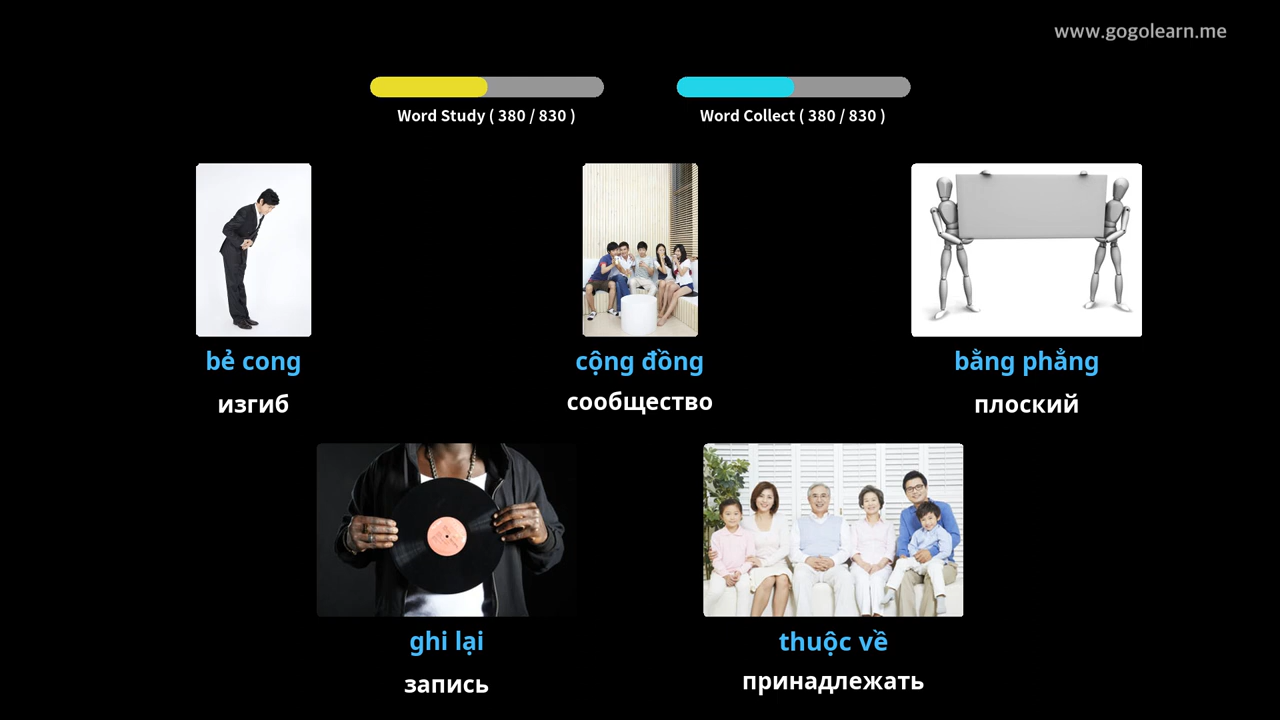 www.gogolearn.me
Word Study ( 380 / 830 )
Word Collect ( 380 / 830 )
bẻ cong
изгиб
cộng đồng
сообщество
bằng phẳng
плоский
ghi lại
запись
thuộc về
принадлежать